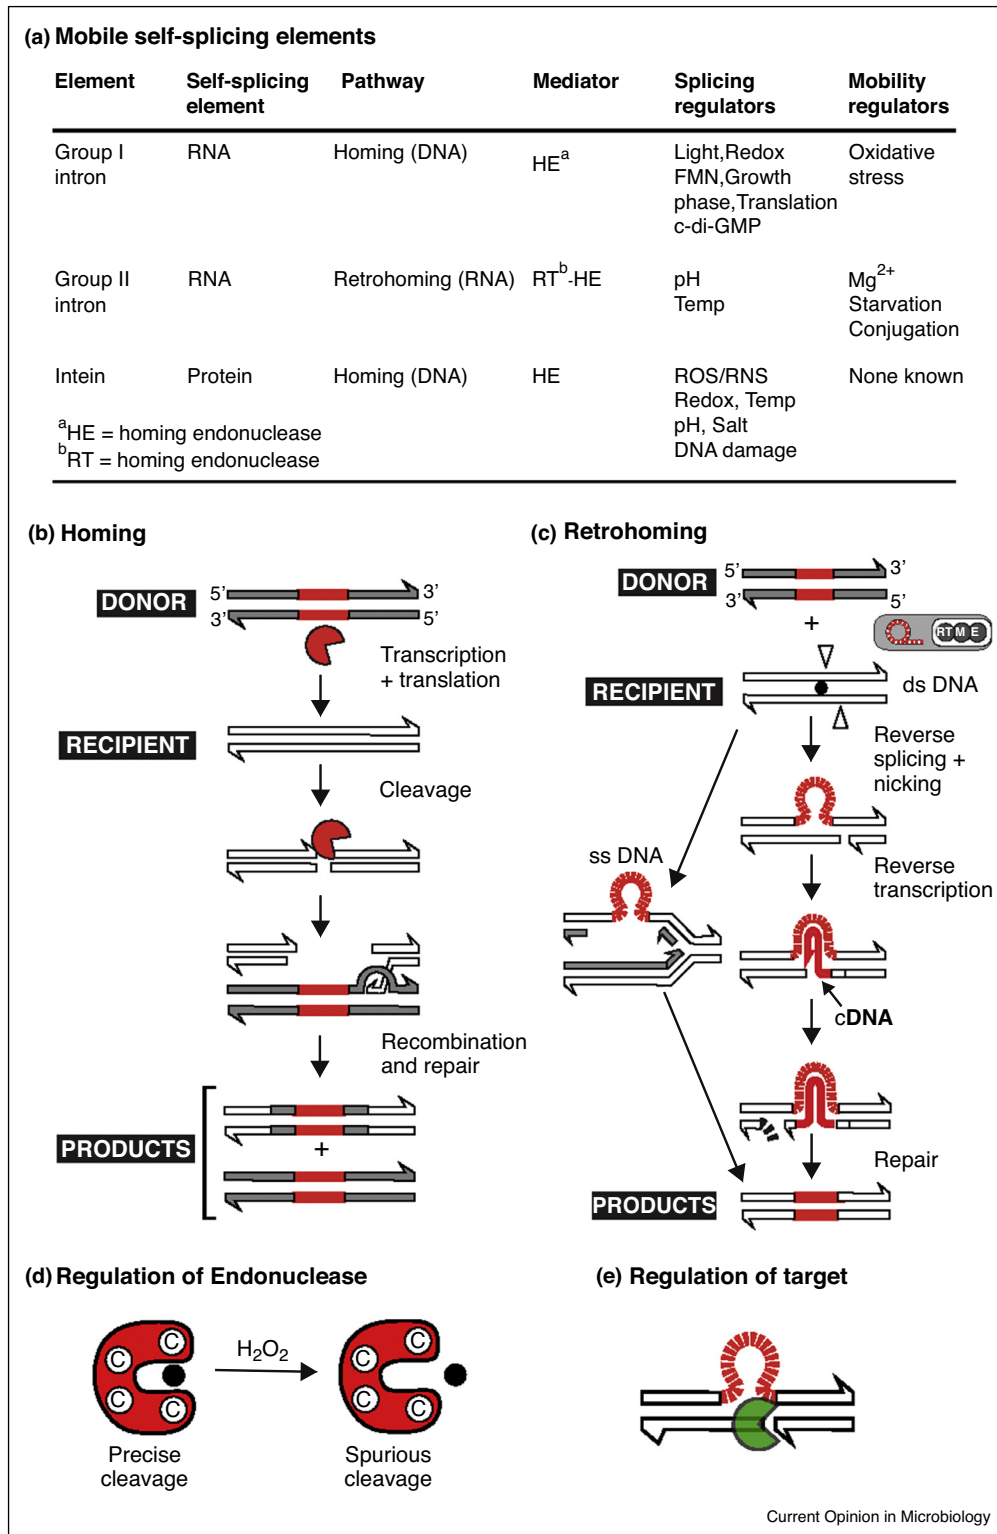 (a) Mobile self-splicing elements
Element Self-splicing element Pathway Mediator Splicing regulators Mobility regulators
Group I intron RNA Homing (DNA) HEa Light,Redox FMN,Growth phase,Translation c-di-GMP Oxidative stress
Group II intron RNA Retrohoming (RNA) RTb-HE pH Temp Mg2+ Starvation Conjugation
Intein Protein Homing (DNA) HE ROS/RNS Redox, Temp pH, Salt DNA damage None known
aHE = homing endonuclease
bRT = homing endonuclease
(b) Homing
DONOR
5' 3'
3' 5'
Transcription
+ translation
RECIPIENT
Cleavage
Recombination
and repair
PRODUCTS
+
(c) Retrohoming
DONOR
5' 3'
3' 5'
+
RT M E
RECIPIENT
ds DNA
Reverse
splicing +
nicking
ss DNA
Reverse
transcription
cDNA
Repair
PRODUCTS
(d) Regulation of Endonuclease
C C C C
H2O2
C C C
Precise
cleavage
Spurious
cleavage
(e) Regulation of target
Current Opinion in Microbiology